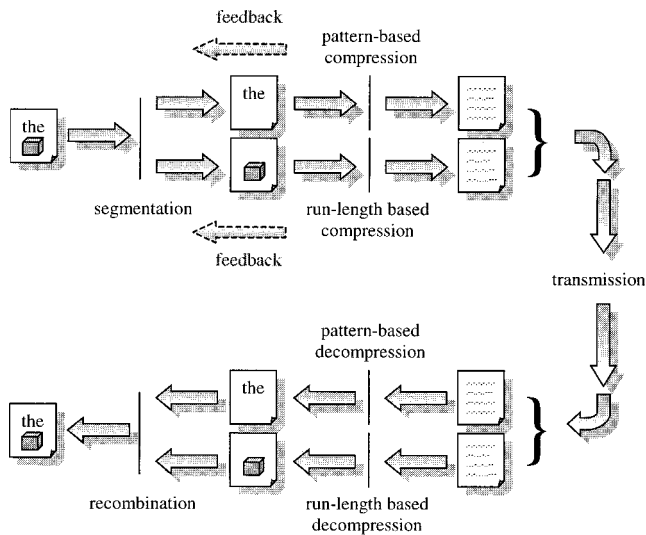 feedback
pattern-based
compression
the
the
segmentation
run-length based
compression
feedback
transmission
pattern-based
decompression
the
the
recombination
run-length based
decompression